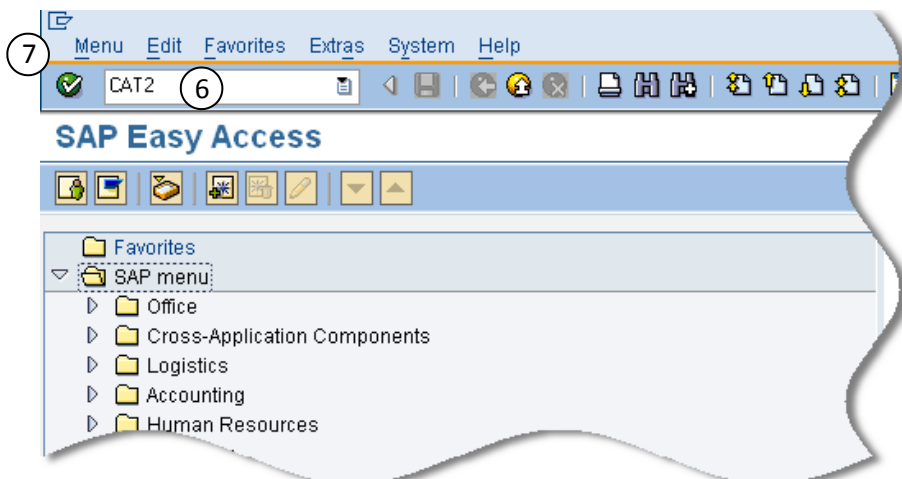 Menu Edit Favorites Extras System Help
7
CAT2 6
SAP Easy Access
Favorites
SAP menu
Office
Cross-Application Components
Logistics
Accounting
Human Resources